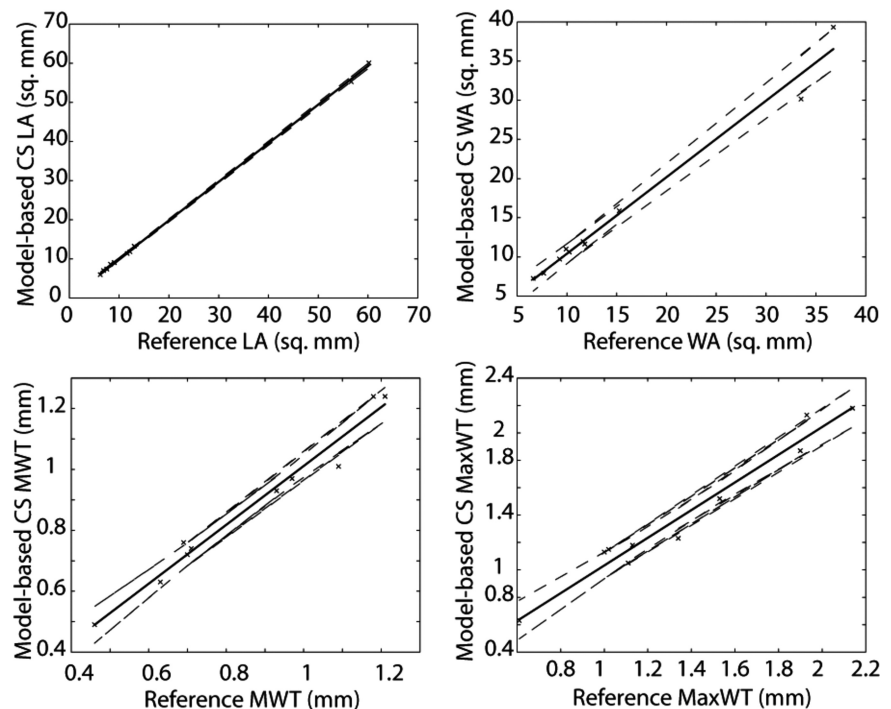 Model-based CS LA (sq. mm)
70
60
50
40
30
20
10
0
0 10 20 30 40 50 60 70
Reference LA (sq. mm)
Model-based CS WA (sq. mm)
40
35
30
25
20
15
10
5
5 10 15 20 25 30 35 40
Reference WA (sq. mm)
Model-based CS MWT (mm)
1.2
1
0.8
0.6
0.4
0.4 0.6 0.8 1 1.2
Reference MWT (mm)
Model-based CS MaxWT (mm)
2.4
2.2
1.8
1.4
1.2
1
0.8
0.4
0.8 1.0 1.2 1.4 1.6 1.8 2 2.2
Reference MaxWT (mm)